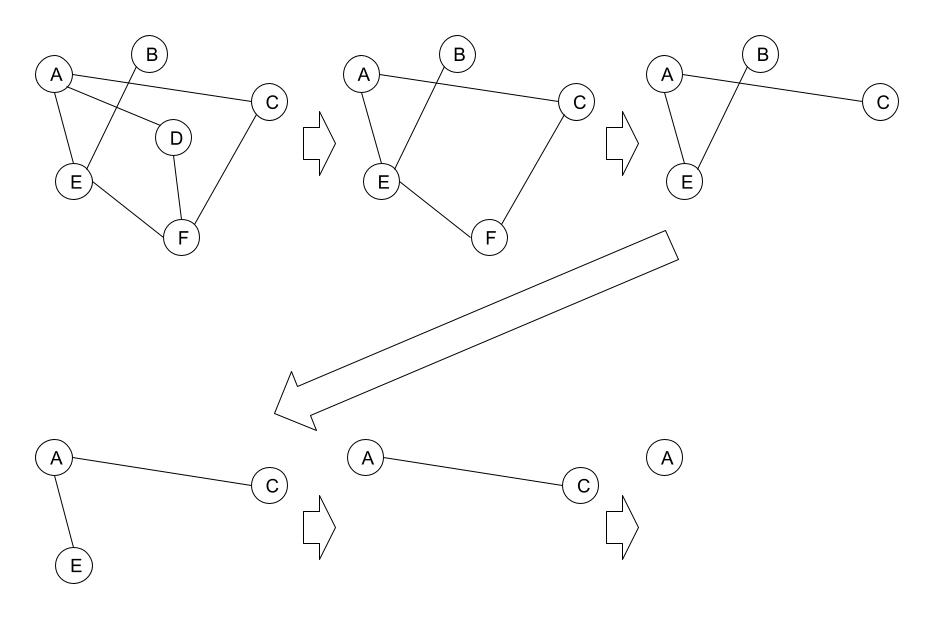 A B C D E F
A B C E F
A B C E
A C E
A C
A